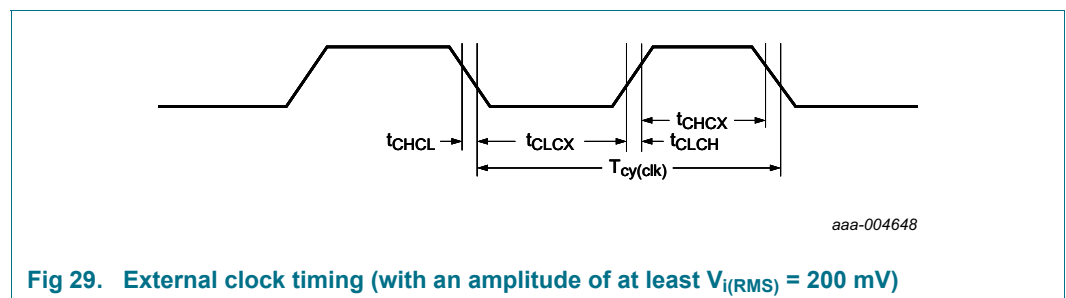 tCHCX
tCHCL tCLCX tCLCH
Tcy(clk)
aaa-004648
Fig 29. External clock timing (with an amplitude of at least Vi(RMS) = 200 mV)